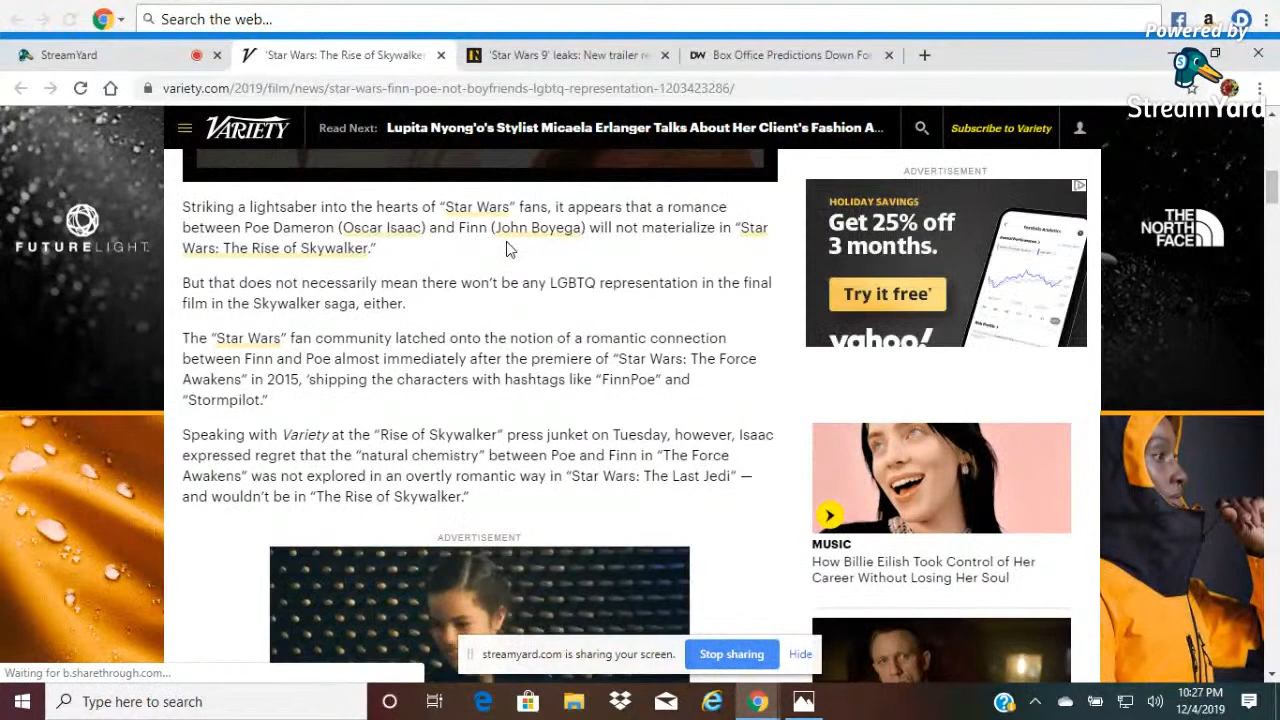 Search the web...
Powered by
StreamYard
StreamYard
'Star Wars: The Rise of Skywalker
'Star Wars 9' leaks: New trailer re
DW Box Office Predictions Down Fo
variety.com/2019/film/news/star-wars-finn-poe-not-boyfriends-lgbtq-representation-1203423286/
VARIETY
Read Next: Lupita Nyong'o's Stylist Micaela Erlanger Talks About Her Client's Fashion A...
Subscribe to Variety
Striking a lightsaber into the hearts of “Star Wars” fans, it appears that a romance
between Poe Dameron (Oscar Isaac) and Finn (John Boyega) will not materialize in “Star
Wars: The Rise of Skywalker.”
But that does not necessarily mean there won’t be any LGBTQ representation in the final
film in the Skywalker saga, either.
The “Star Wars” fan community latched onto the notion of a romantic connection
between Finn and Poe almost immediately after the premiere of “Star Wars: The Force
Awakens” in 2015, ‘shipping the characters with hashtags like “FinnPoe” and
“Stormpilot.”
Speaking with Variety at the “Rise of Skywalker” press junket on Tuesday, however, Isaac
expressed regret that the “natural chemistry” between Poe and Finn in “The Force
Awakens” was not explored in an overtly romantic way in “Star Wars: The Last Jedi” —
and wouldn’t be in “The Rise of Skywalker.”
ADVERTISEMENT
ADVERTISEMENT
HOLIDAY SAVINGS
Get 25% off
3 months.
Try it free*
yahoo!
MUSIC
How Billie Eilish Took Control of Her
Career Without Losing Her Soul
FUTURELIGHT
THE
NORTH
FACE
streamyard.com is sharing your screen.
Stop sharing
Hide
Waiting for b.sharethrough.com...
Type here to search
10:27 PM
12/4/2019